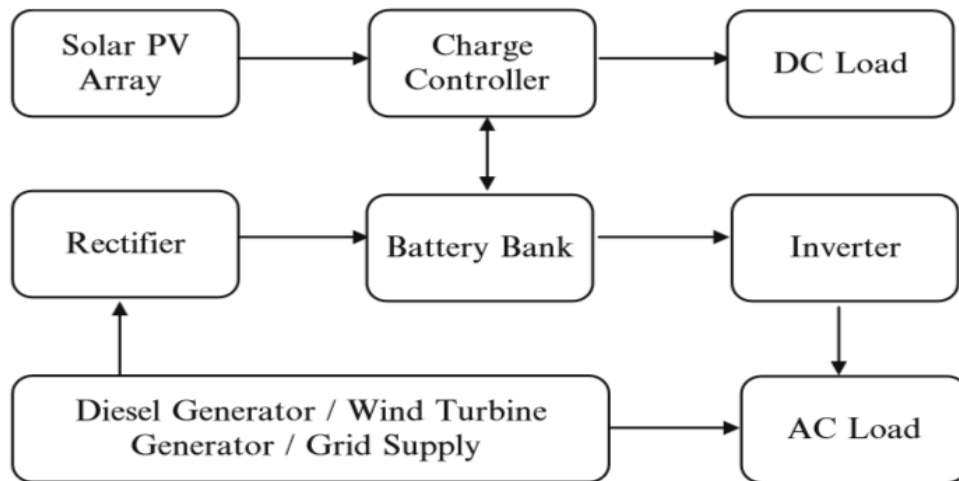 Solar PV
Array
Charge
Controller
DC Load
Rectifier
Battery Bank
Inverter
Diesel Generator / Wind Turbine
Generator / Grid Supply
AC Load